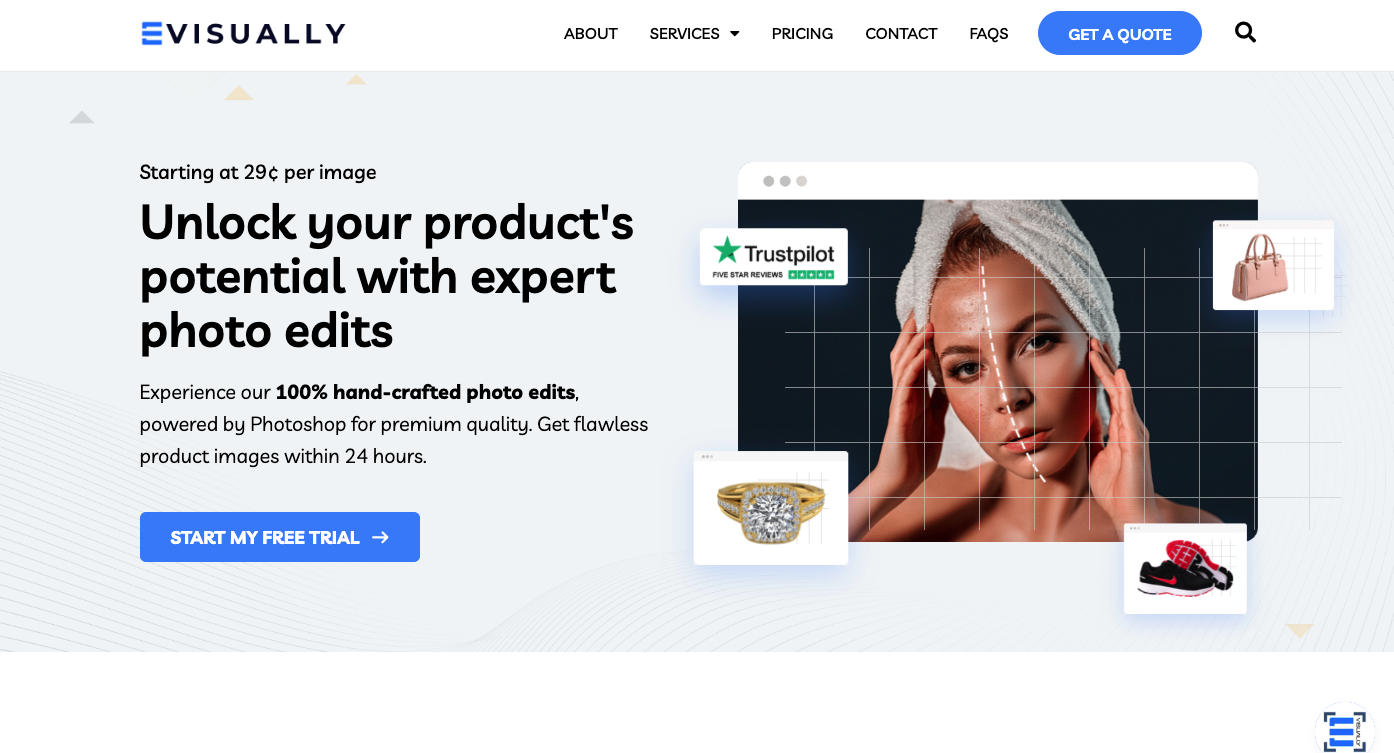 EVISUALLY
ABOUT
SERVICES
PRICING
CONTACT
FAQS
GET A QUOTE
Starting at 29¢ per image
Unlock your product's
potential with expert
photo edits
Experience our 100% hand-crafted photo edits,
powered by Photoshop for premium quality. Get flawless
product images within 24 hours.
START MY FREE TRIAL
Trustpilot
FIVE STAR REVIEWS
VISUALLY